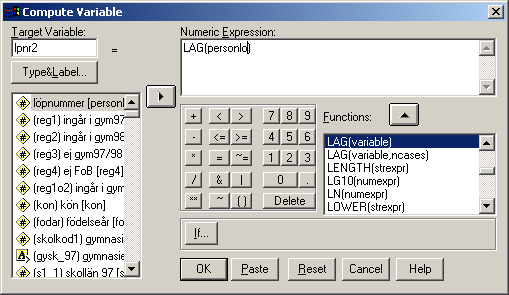 Compute Variable
Target Variable:
lpnr2
=
Numeric Expression:
LAG(personlo)
Type&Label...
löpnummer [personl
(reg1) ingår i gym97
(reg2) ingår i gym98
(reg3) ej gym97/98
(reg4) ej FoB [reg4]
(reg1o2) ingår i gym
(kon) kön [kon]
(fodar) födelseår [fo
(skolkod1) gymnasie
(gysk_97) gymnasie
(s1_1) skollän 97 [s
+ < > 7 8 9
- <= >= 4 5 6
* = ~= 1 2 3
/ & | 0 .
** ~ ( ) Delete
Functions:
LAG(variable)
LAG(variable,ncases)
LENGTH(strexpr)
LG10(numexpr)
LN(numexpr)
LOWER(strexpr)
If...
OK Paste Reset Cancel Help